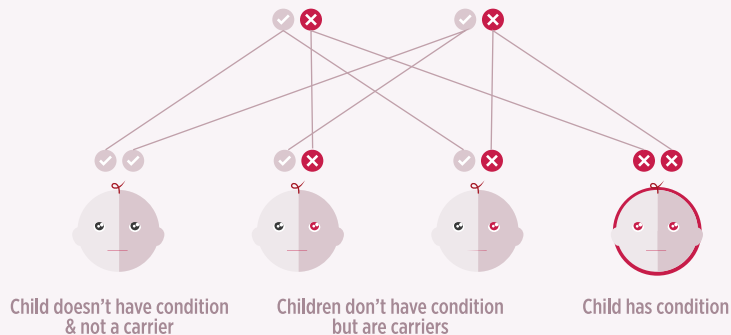 Child doesn't have condition
& not a carrier
Children don't have condition
but are carriers
Child has condition